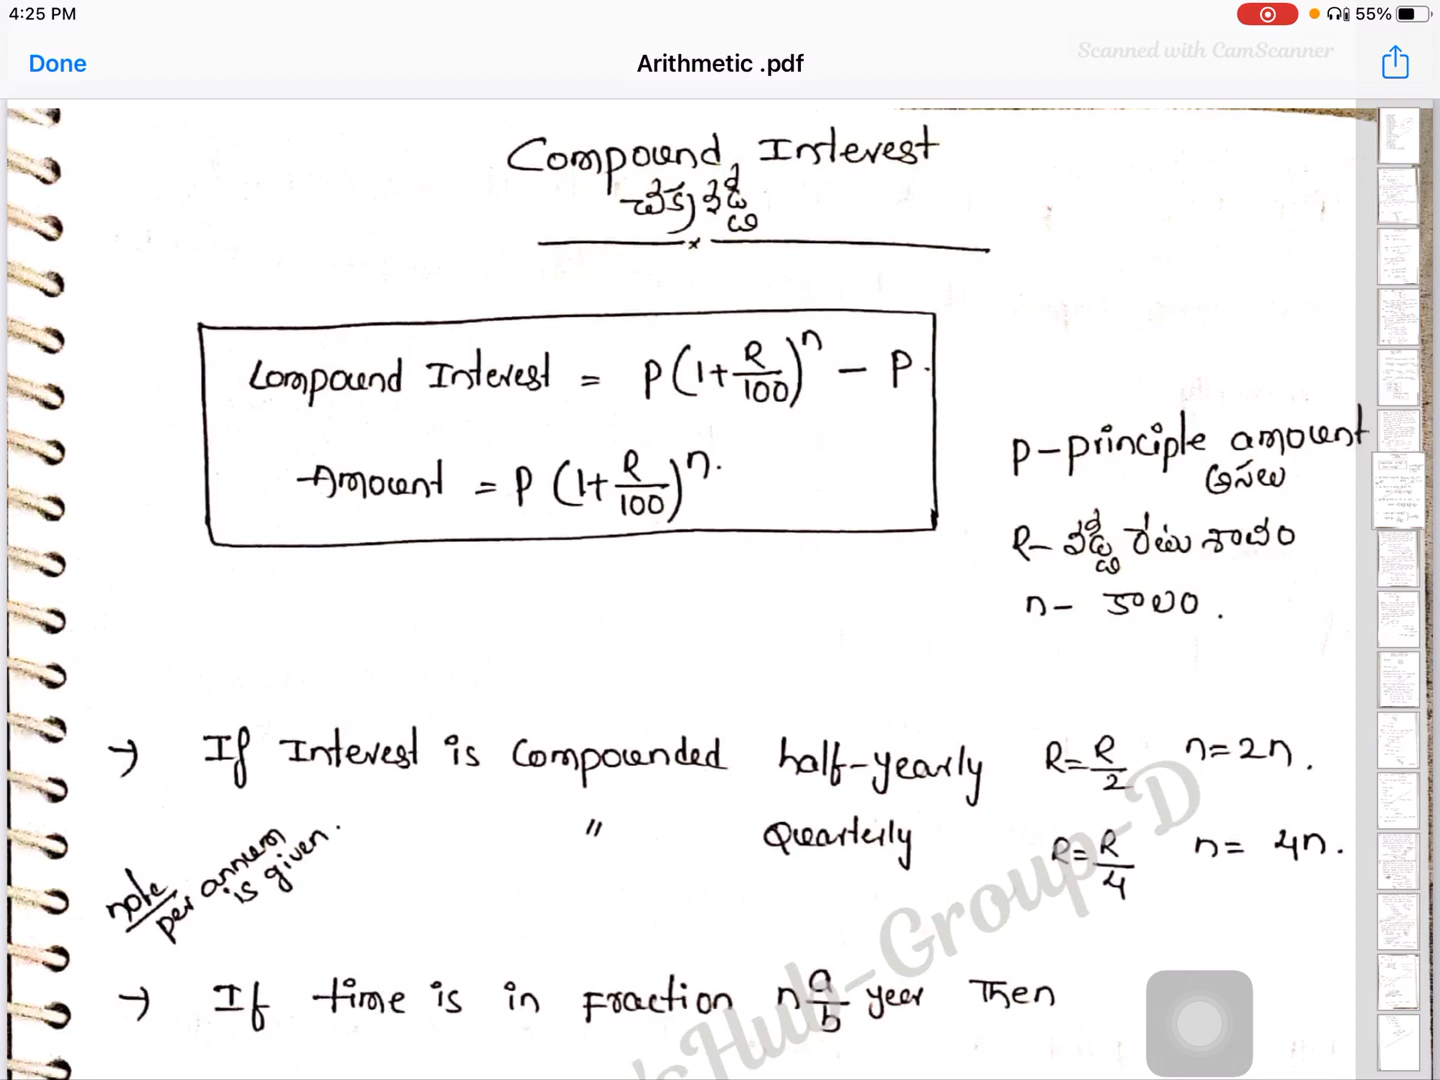 4:25 PM
55%
Done
Arithmetic .pdf
Scanned with CamScanner
Compound Interest
చక్రవడ్డీ
Compound Interest = P(1+R/100)^n - P.
Amount = P(1+R/100)^n.
P-principle amount
అసలు
R- వడ్డీ రేటు శాతం
n- కాలం.
→ If Interest is compounded half-yearly R=R/2 n=2n.
" Quarterly R=R/4 n= 4n.
note
per annum
is given.
→ If time is in Fraction n a/b year Then
's Hub-Group-D